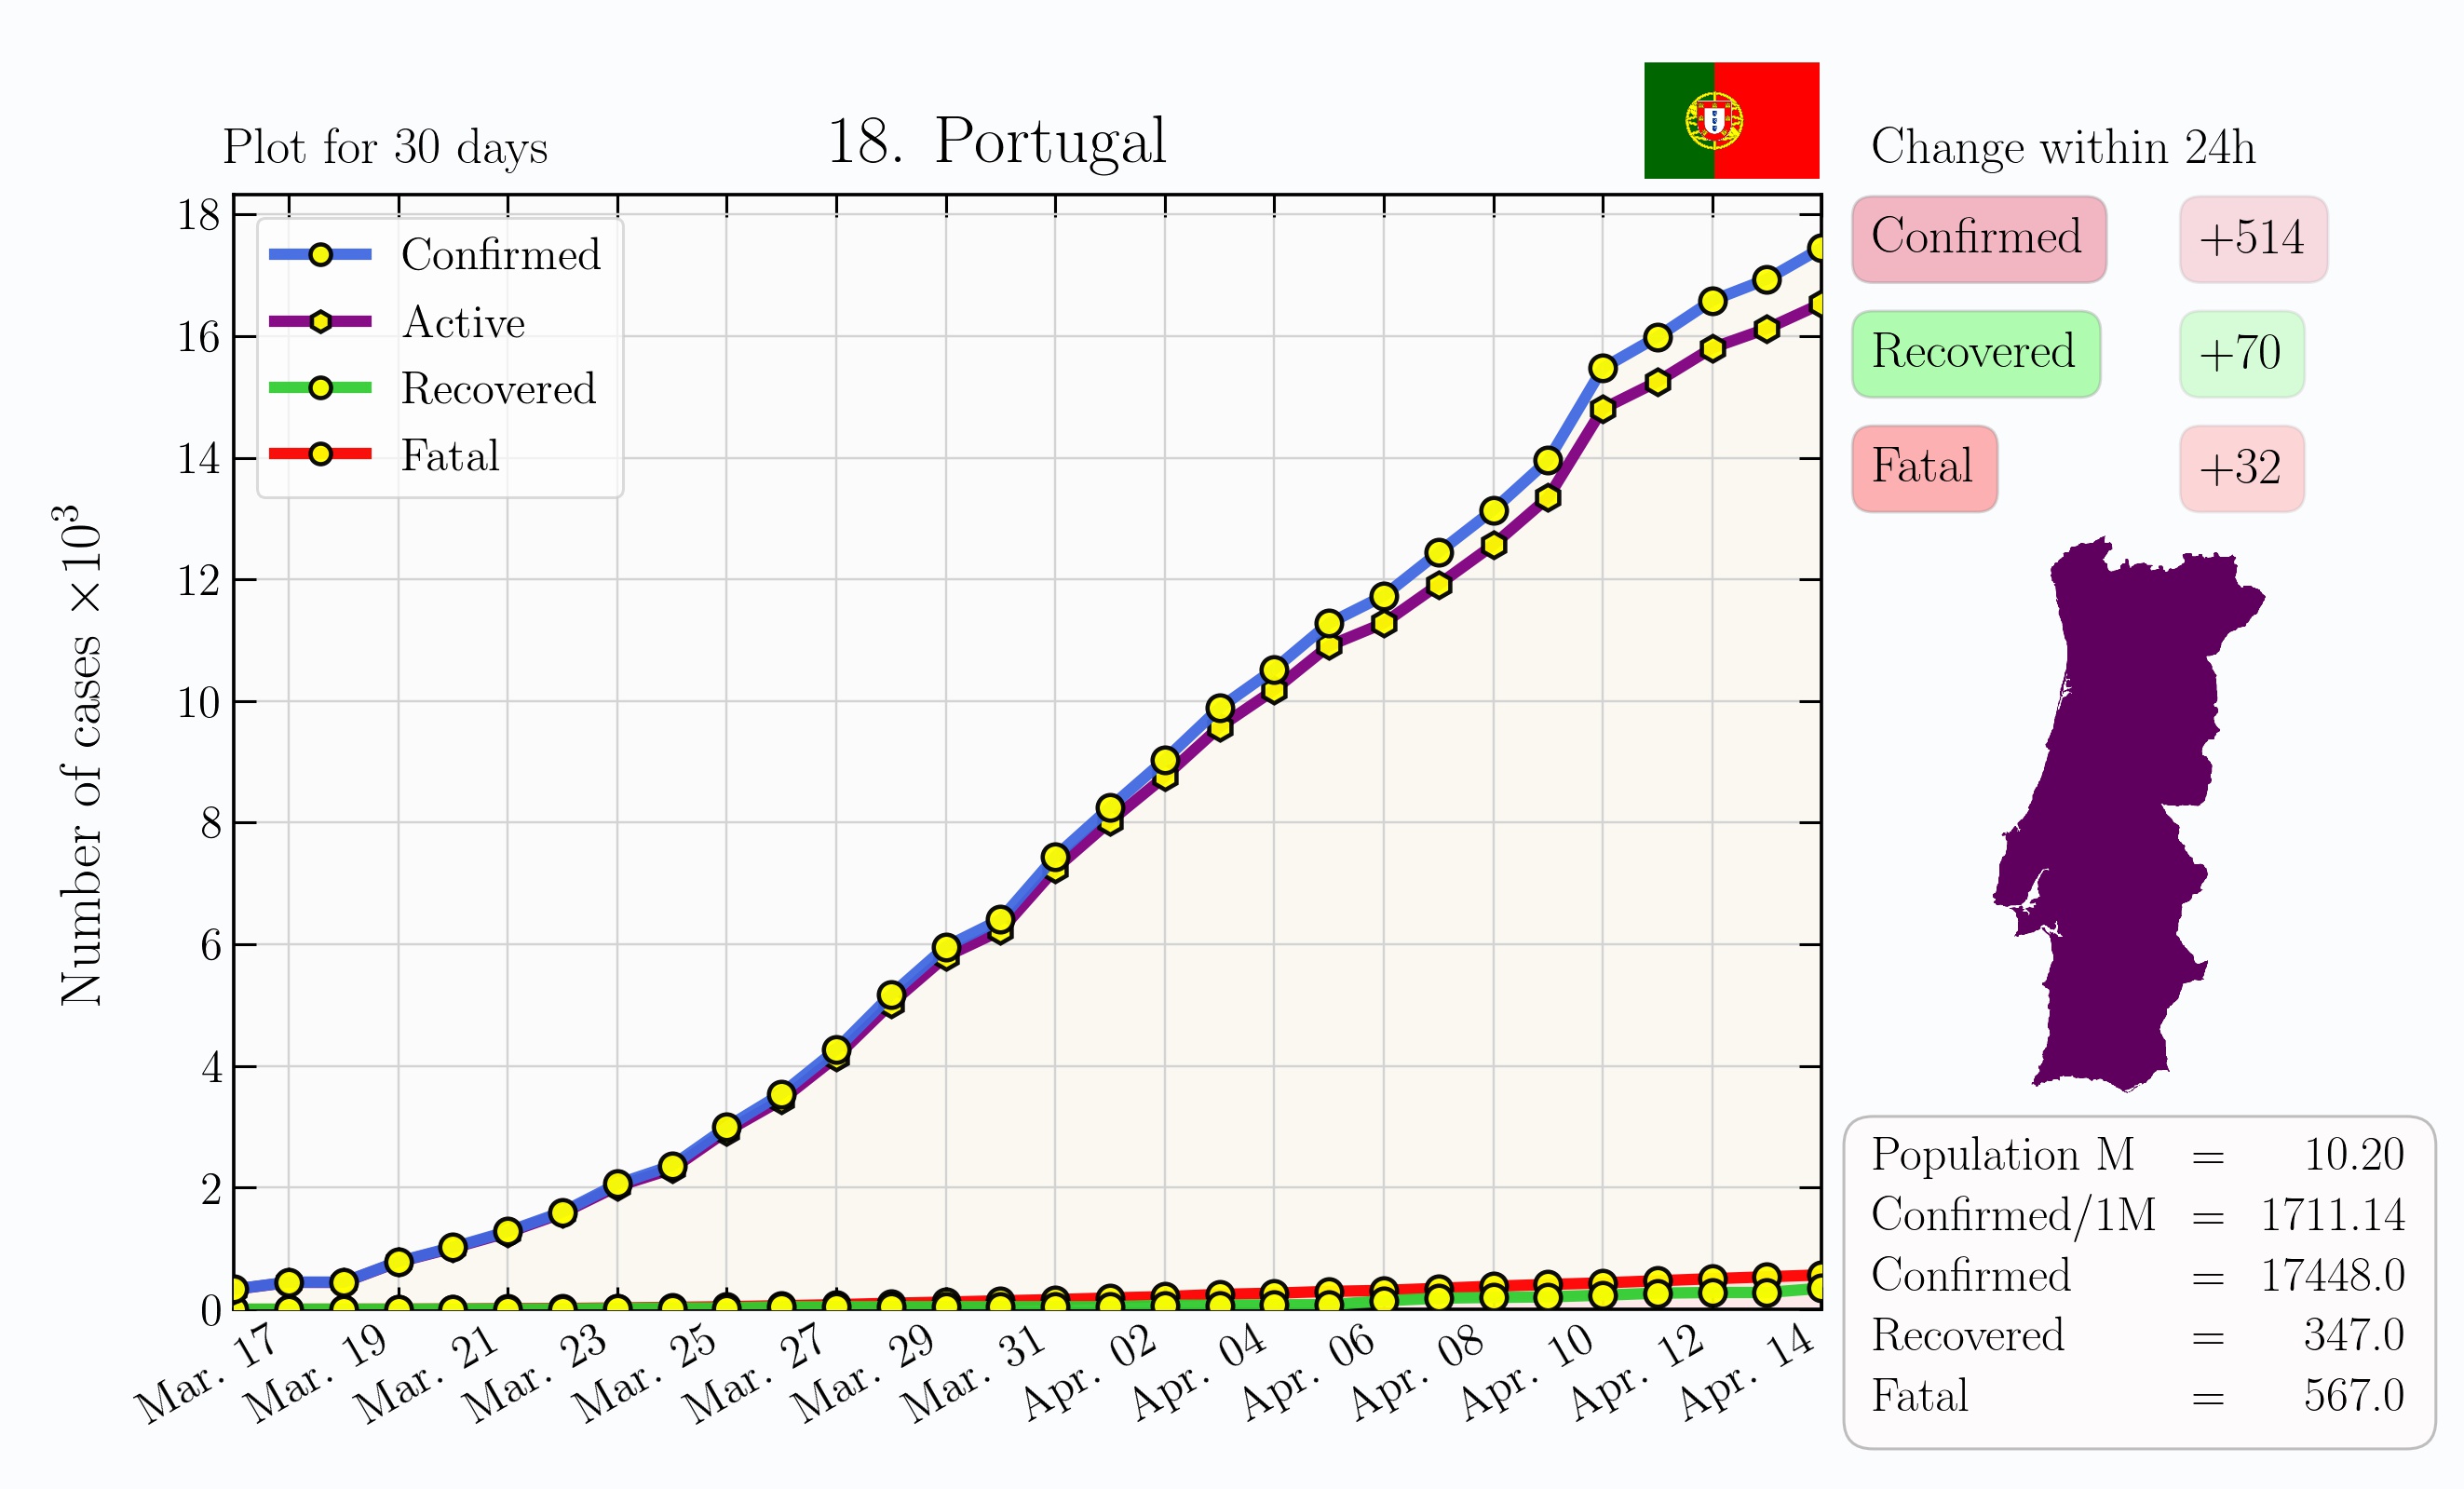 Plot for 30 days
18. Portugal
Change within 24h
Confirmed +514
Recovered +70
Fatal +32
Number of cases ×10³
18
16
14
12
10
8
6
4
2
0
Confirmed
Active
Recovered
Fatal
Mar. 17
Mar. 19
Mar. 21
Mar. 23
Mar. 25
Mar. 27
Mar. 29
Mar. 31
Apr. 02
Apr. 04
Apr. 06
Apr. 08
Apr. 10
Apr. 12
Apr. 14
Population M = 10.20
Confirmed/1M = 1711.14
Confirmed = 17448.0
Recovered = 347.0
Fatal = 567.0